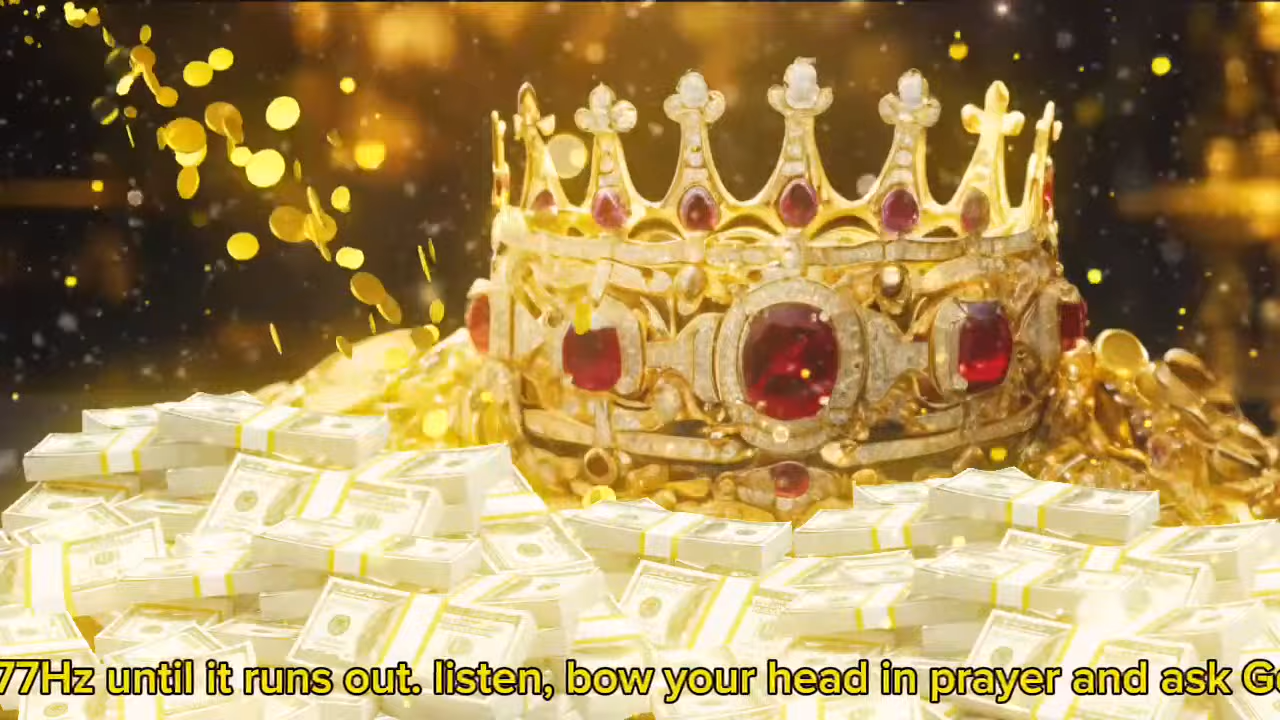 77Hz until it runs out. listen, bow your head in prayer and ask